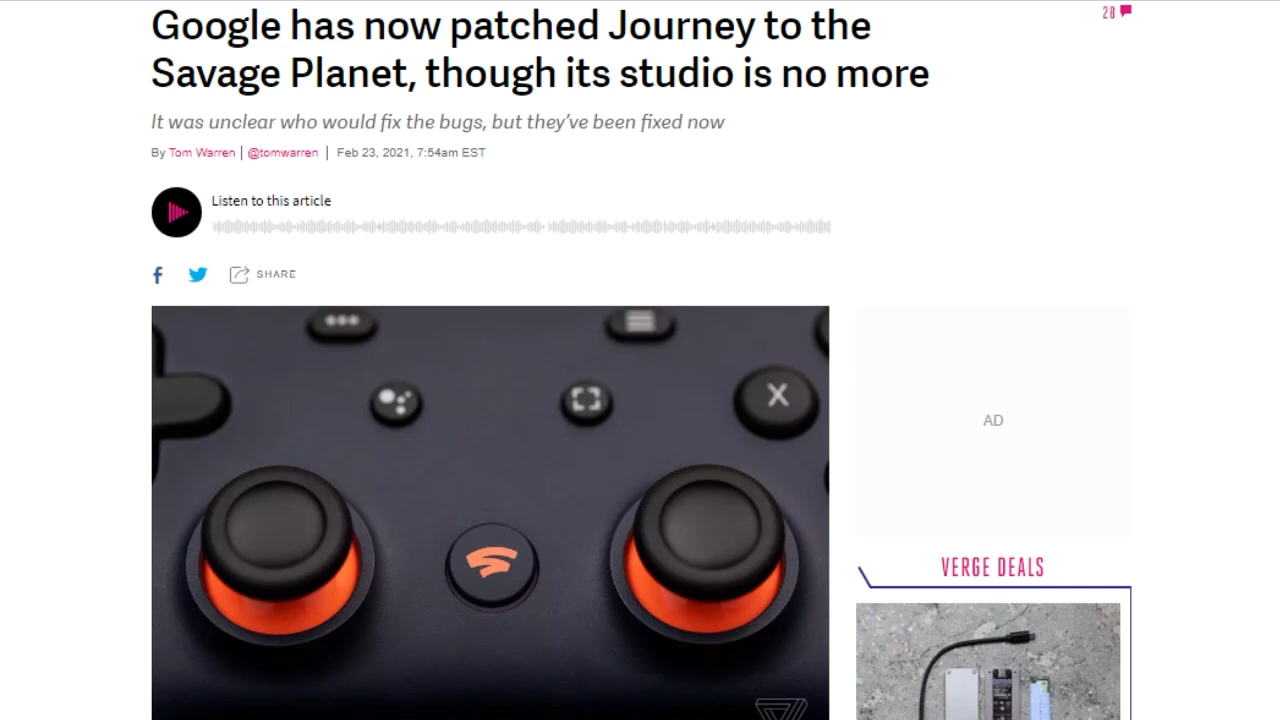 Google has now patched Journey to the
28
Savage Planet, though its studio is no more
It was unclear who would fix the bugs, but they've been fixed now
By Tom Warren | @tomwarren | Feb 23, 2021, 7:54am EST
Listen to this article
SHARE
X
AD
VERGE DEALS